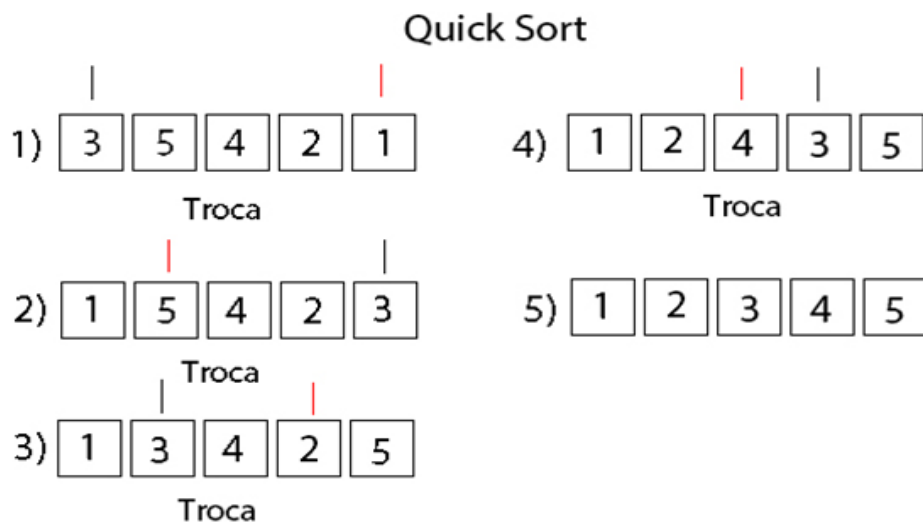 Quick Sort
1) 3 5 4 2 1
Troca
2) 1 5 4 2 3
Troca
3) 1 3 4 2 5
Troca
4) 1 2 4 3 5
Troca
5) 1 2 3 4 5